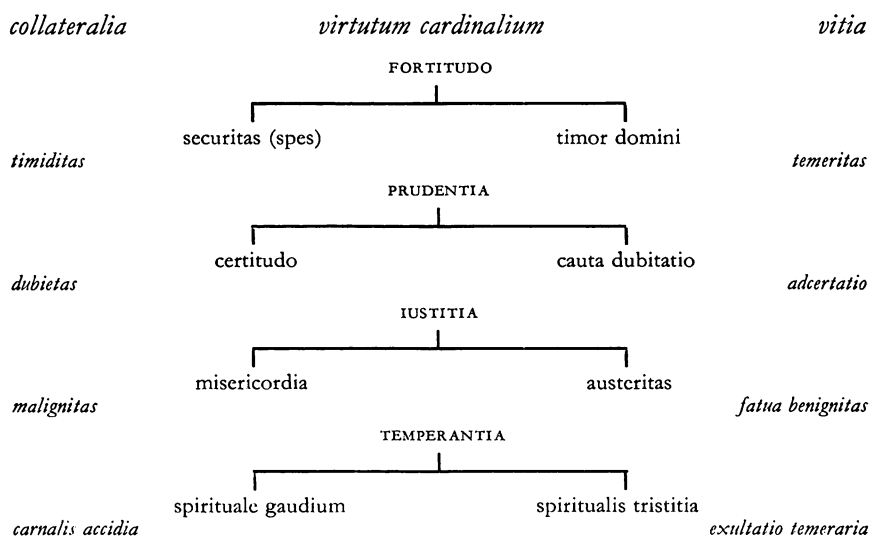 collateralia virtutum cardinalium vitia
FORTITUDO
securitas (spes) timor domini
timiditas temeritas
PRUDENTIA
certitudo cauta dubitatio
dubietas adcertatio
IUSTITIA
misericordia austeritas
malignitas fatua benignitas
TEMPERANTIA
spirituale gaudium spiritualis tristitia
carnalis accidia exultatio temeraria